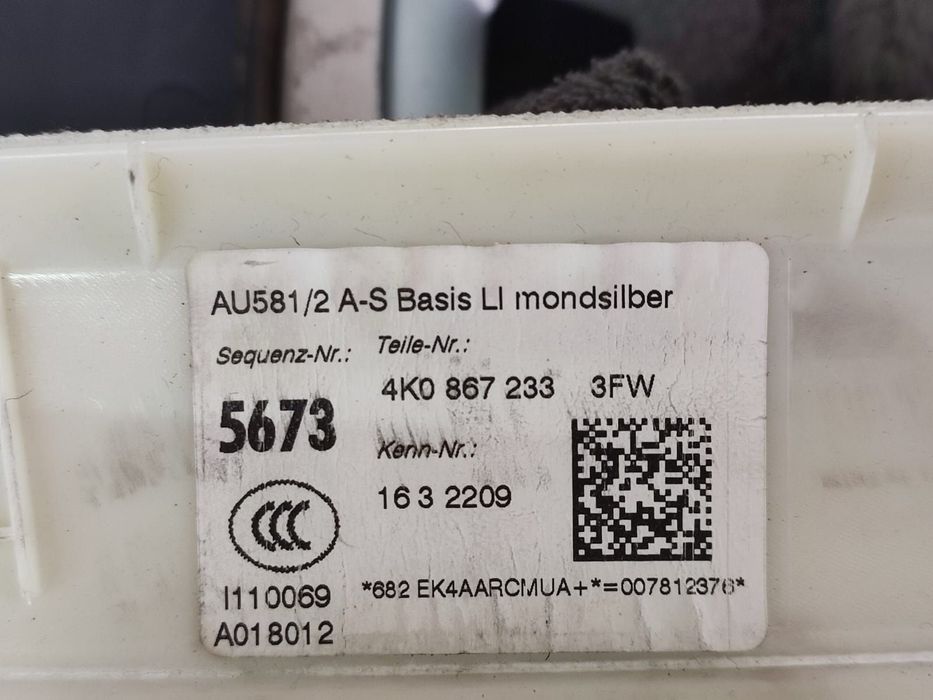 AU581/2 A-S Basis LI mondsilber
Sequenz-Nr.: Teile-Nr.:
4K0 867 233 3FW
5673
Kenn-Nr.:
16 3 2209
CCC
I110069
*682 EK4AARCMUA+*=007812376*
A018012